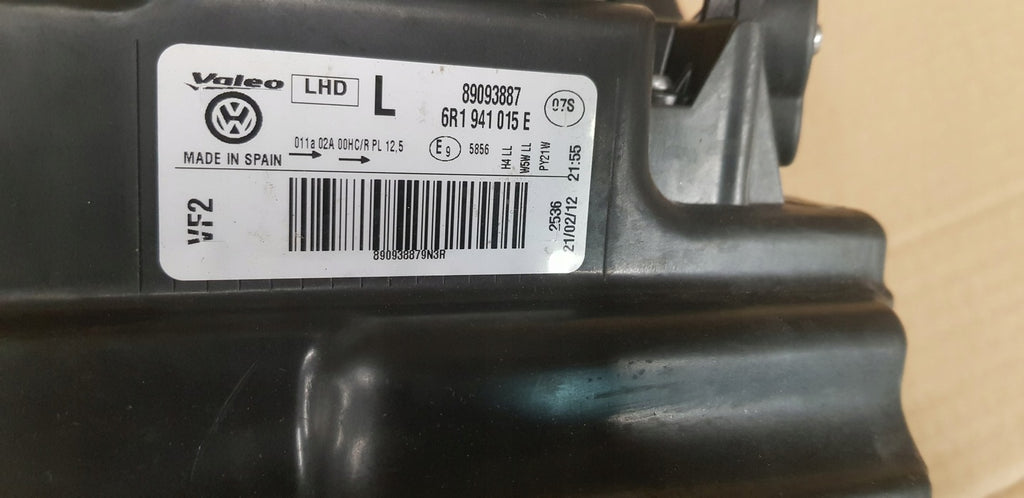 Valeo
LHD
L
89093887
6R1 941 015 E
07S
011a 02A 00HC/R PL 12,5
E9
5856
H4 LL
W5W LL
PY21W
MADE IN SPAIN
VF2
890938879N3R
2536
21/02/12 21:55